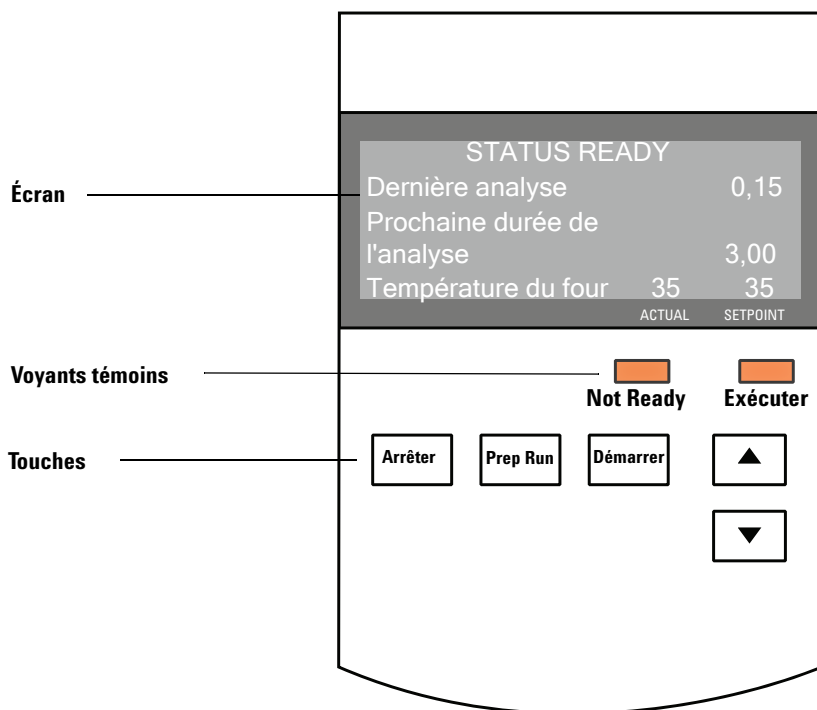 STATUS READY
Écran
Dernière analyse 0,15
Prochaine durée de
l'analyse 3,00
Température du four 35 35
ACTUAL SETPOINT
Voyants témoins
Not Ready Exécuter
Touches
Arrêter Prep Run Démarrer